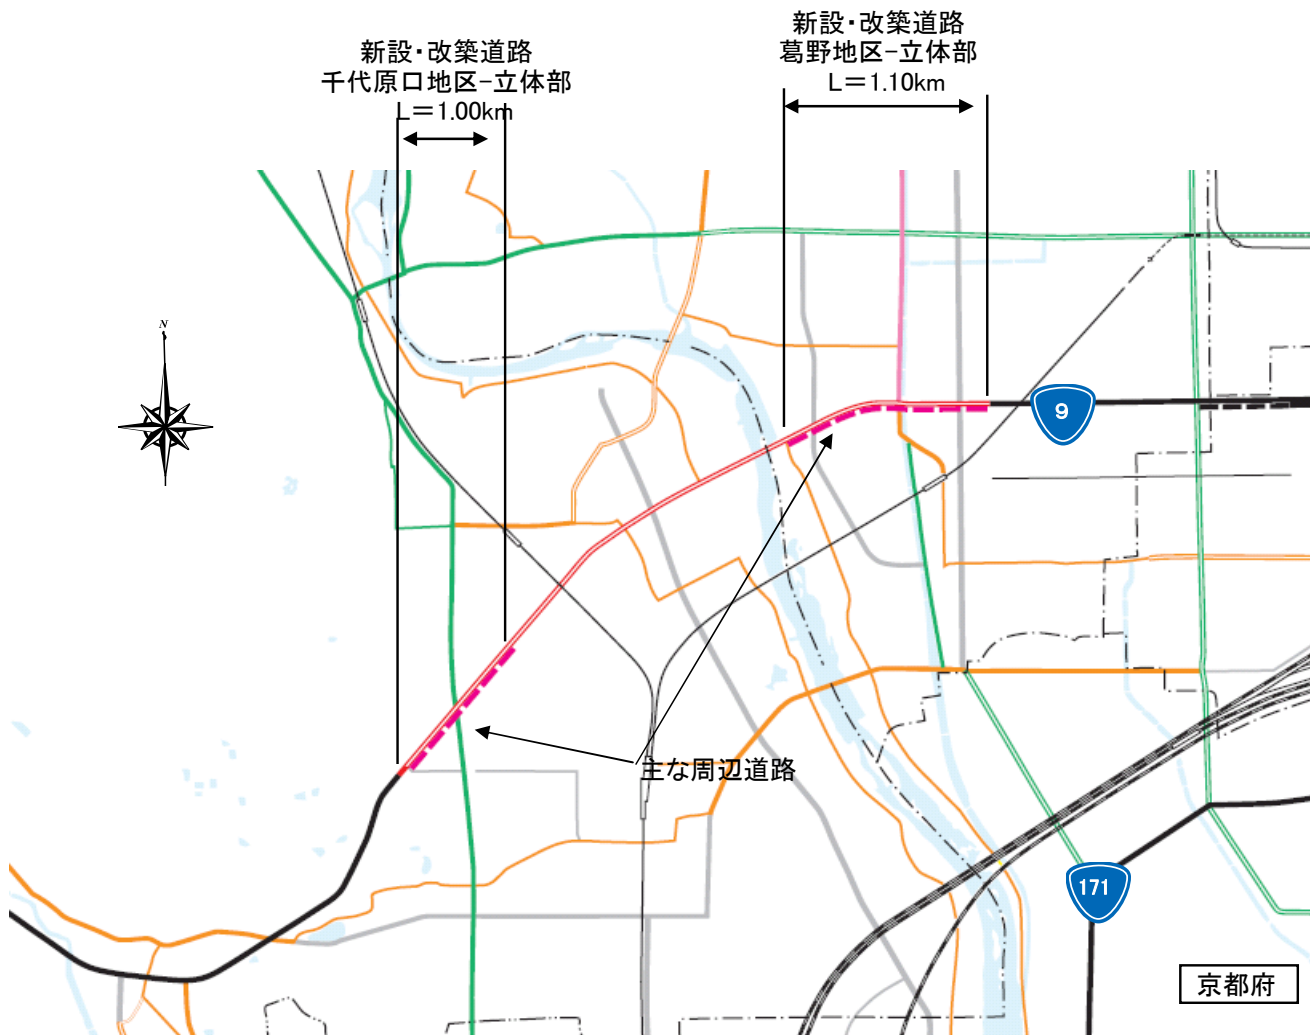 新設・改築道路
千代原口地区-立体部
L=1.00km
新設・改築道路
葛野地区-立体部
L=1.10km
N
9
主な周辺道路
171
京都府